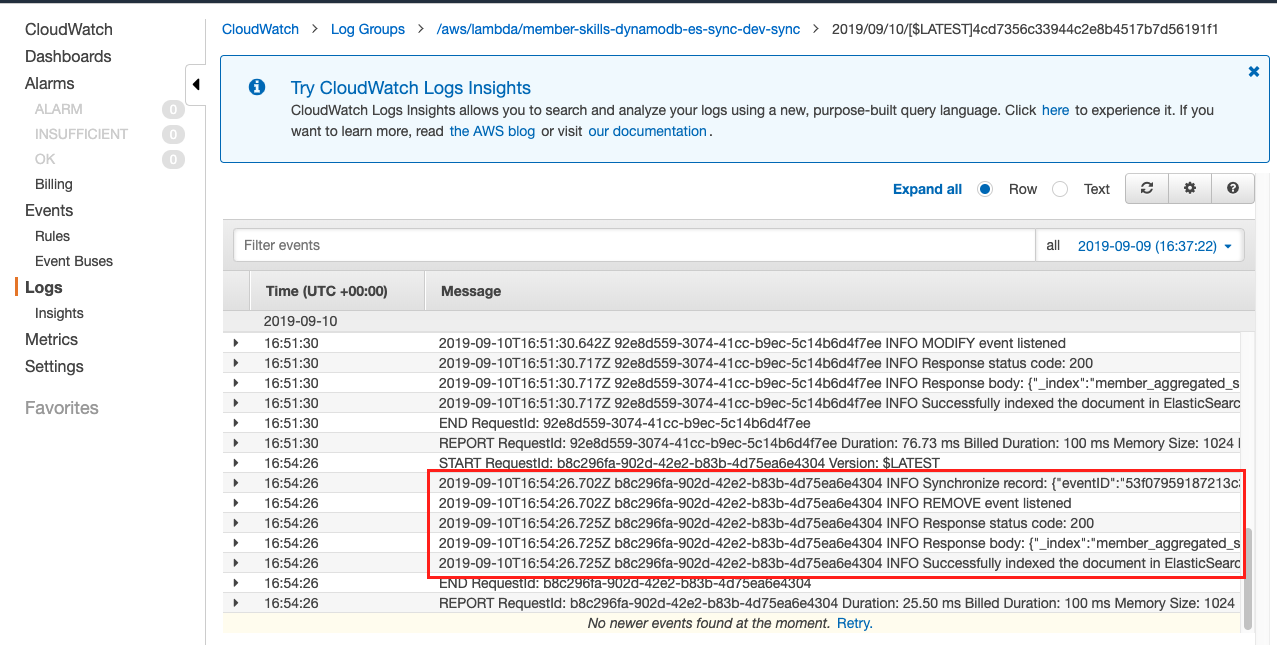 CloudWatch
Dashboards
Alarms
ALARM 0
INSUFFICIENT 0
OK 0
Billing
Events
Rules
Event Buses
Logs
Insights
Metrics
Settings
Favorites
CloudWatch > Log Groups > /aws/lambda/member-skills-dynamodb-es-sync-dev-sync > 2019/09/10/[$LATEST]4cd7356c33944c2e8b4517b7d56191f1
Try CloudWatch Logs Insights
CloudWatch Logs Insights allows you to search and analyze your logs using a new, purpose-built query language. Click here to experience it. If you
want to learn more, read the AWS blog or visit our documentation .
Expand all Row Text
Filter events all 2019-09-09 (16:37:22)
Time (UTC +00:00) Message
2019-09-10
16:51:30 2019-09-10T16:51:30.642Z 92e8d559-3074-41cc-b9ec-5c14b6d4f7ee INFO MODIFY event listened
16:51:30 2019-09-10T16:51:30.717Z 92e8d559-3074-41cc-b9ec-5c14b6d4f7ee INFO Response status code: 200
16:51:30 2019-09-10T16:51:30.717Z 92e8d559-3074-41cc-b9ec-5c14b6d4f7ee INFO Response body: {"_index":"member_aggregated_s
16:51:30 2019-09-10T16:51:30.717Z 92e8d559-3074-41cc-b9ec-5c14b6d4f7ee INFO Successfully indexed the document in ElasticSearc
16:51:30 END RequestId: 92e8d559-3074-41cc-b9ec-5c14b6d4f7ee
16:51:30 REPORT RequestId: 92e8d559-3074-41cc-b9ec-5c14b6d4f7ee Duration: 76.73 ms Billed Duration: 100 ms Memory Size: 1024
16:54:26 START RequestId: b8c296fa-902d-42e2-b83b-4d75ea6e4304 Version: $LATEST
16:54:26 2019-09-10T16:54:26.702Z b8c296fa-902d-42e2-b83b-4d75ea6e4304 INFO Synchronize record: {"eventID":"53f07959187213c
16:54:26 2019-09-10T16:54:26.702Z b8c296fa-902d-42e2-b83b-4d75ea6e4304 INFO REMOVE event listened
16:54:26 2019-09-10T16:54:26.725Z b8c296fa-902d-42e2-b83b-4d75ea6e4304 INFO Response status code: 200
16:54:26 2019-09-10T16:54:26.725Z b8c296fa-902d-42e2-b83b-4d75ea6e4304 INFO Response body: {"_index":"member_aggregated_s
16:54:26 2019-09-10T16:54:26.725Z b8c296fa-902d-42e2-b83b-4d75ea6e4304 INFO Successfully indexed the document in ElasticSearc
16:54:26 END RequestId: b8c296fa-902d-42e2-b83b-4d75ea6e4304
16:54:26 REPORT RequestId: b8c296fa-902d-42e2-b83b-4d75ea6e4304 Duration: 25.50 ms Billed Duration: 100 ms Memory Size: 1024
No newer events found at the moment. Retry.